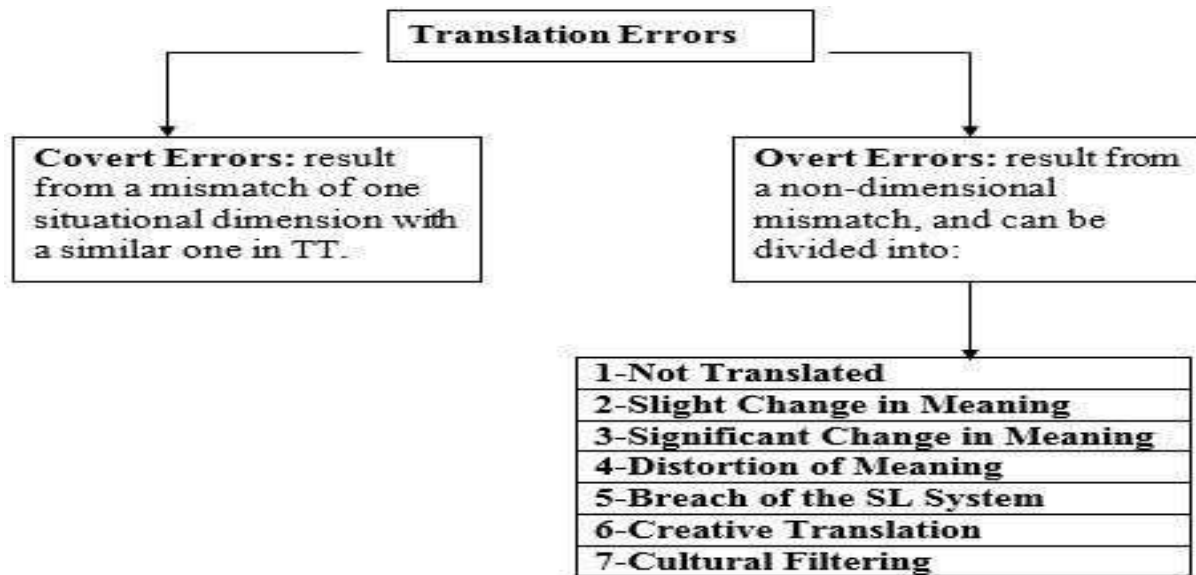 Translation Errors
Covert Errors: result
from a mismatch of one
situational dimension with
a similar one in TT.
Overt Errors: result from
a non-dimensional
mismatch, and can be
divided into:
1-Not Translated
2-Slight Change in Meaning
3-Significant Change in Meaning
4-Distortion of Meaning
5-Breach of the SL System
6-Creative Translation
7-Cultural Filtering